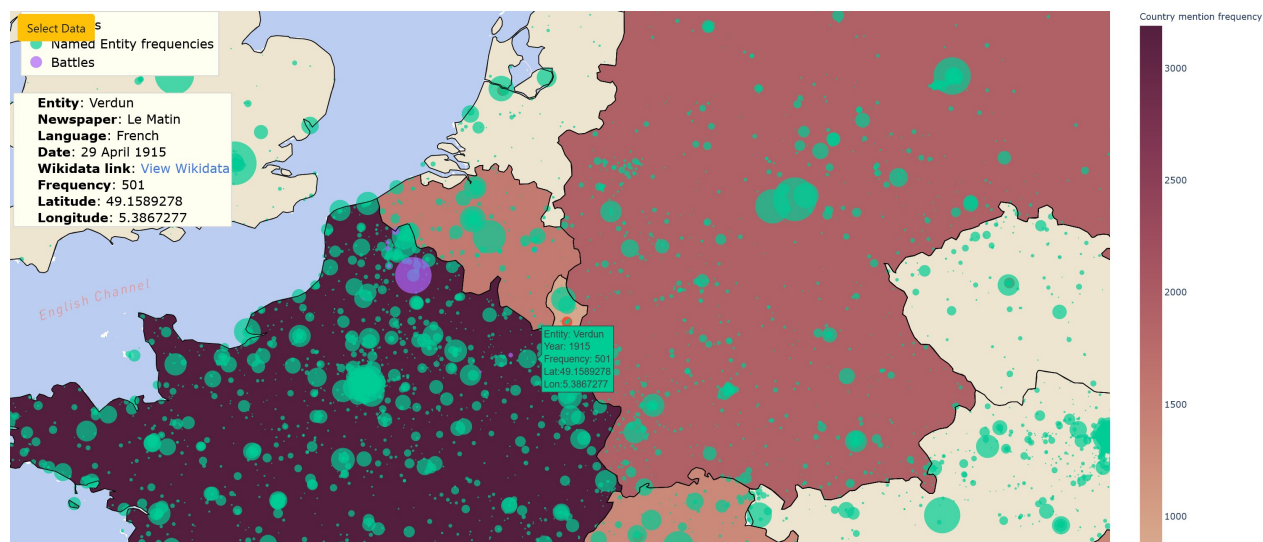 Select Data
s
Named Entity frequencies
Battles
Entity: Verdun
Newspaper: Le Matin
Language: French
Date: 29 April 1915
Wikidata link: View Wikidata
Frequency: 501
Latitude: 49.1589278
Longitude: 5.3867277
English Channel
Entity: Verdun
Year: 1915
Frequency: 501
Lat:49.1589278
Lon:5.3867277
Country mention frequency
3000
2500
2000
1500
1000